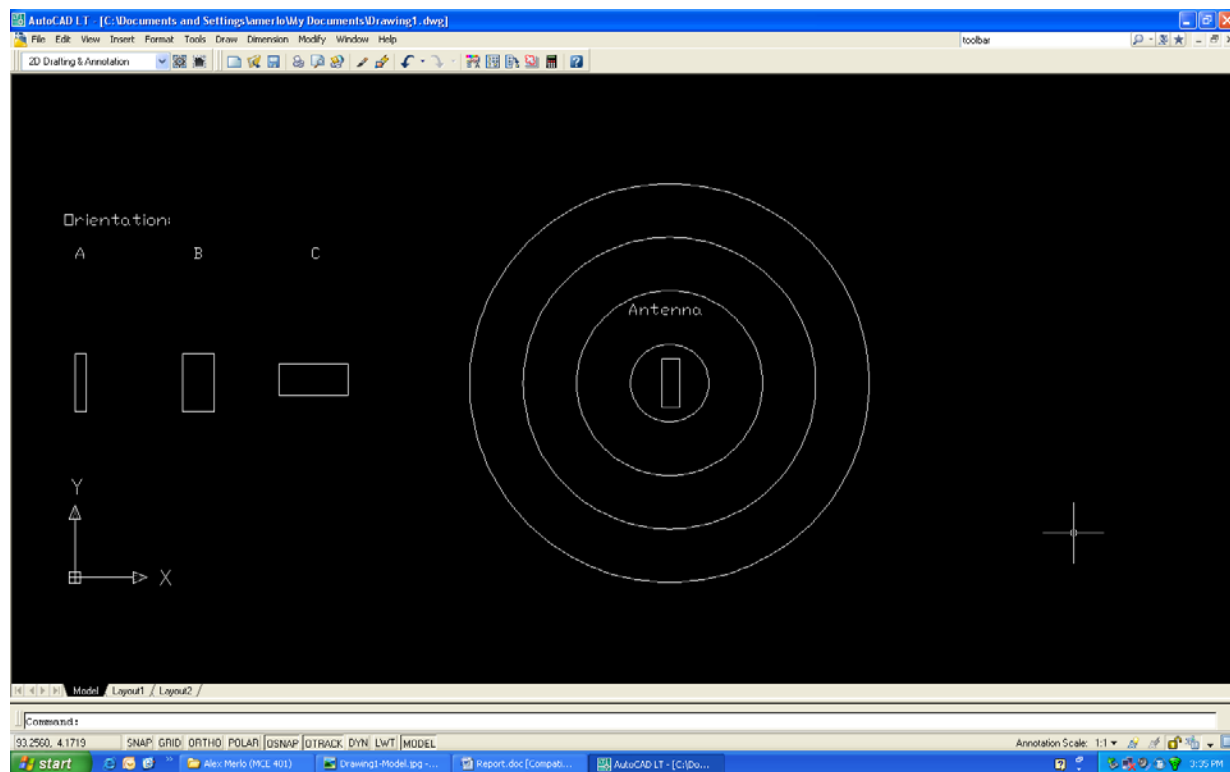 AutoCAD LT - [C:\Documents and Settings\amerlo\My Documents\Drawing1.dwg]
File Edit View Insert Format Tools Draw Dimension Modify Window Help toolbar
2D Drafting & Annotation
Orientation:
A B C
Antenna
Y
X
Model Layout1 Layout2
Command:
93.2560, 4.1719 SNAP GRID ORTHO POLAR OSNAP OTRACK DYN LWT MODEL Annotation Scale: 1:1
start Alex Merlo (MCE 401) Drawing1-Model.jpg -... Report.doc [Compati... AutoCAD LT - [C:\Do... 3:35 PM